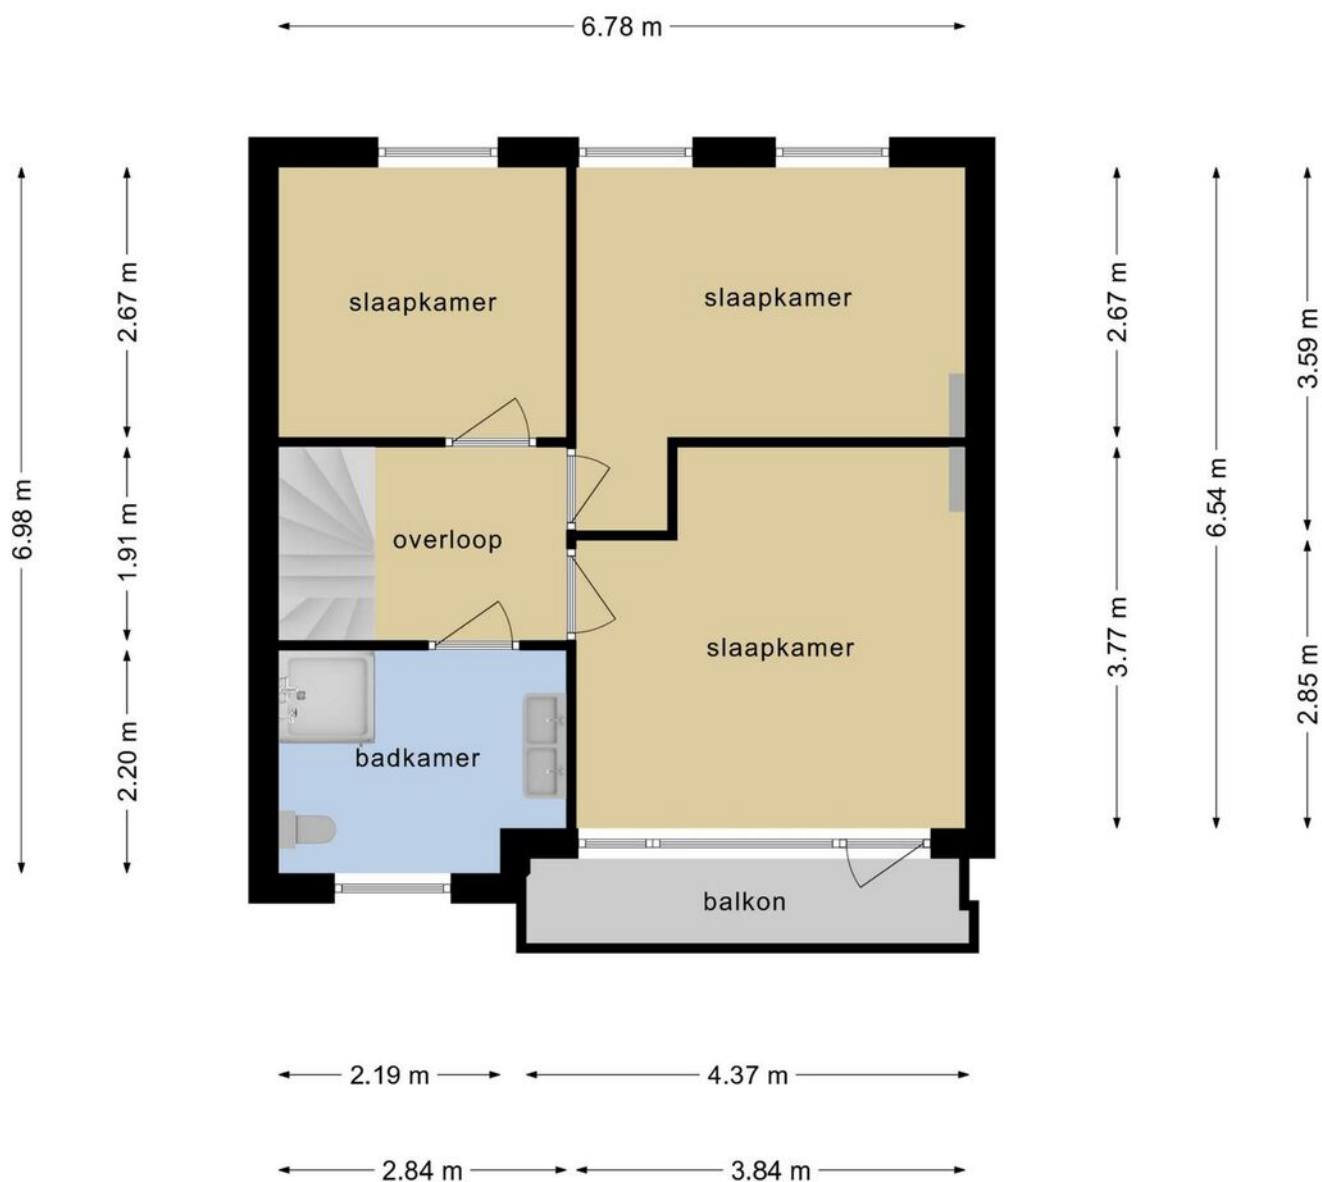 6.78 m
slaapkamer
slaapkamer
2.67 m
2.67 m
3.59 m
6.98 m
1.91 m
overloop
6.54 m
slaapkamer
3.77 m
2.85 m
2.20 m
badkamer
balkon
2.19 m
4.37 m
2.84 m
3.84 m